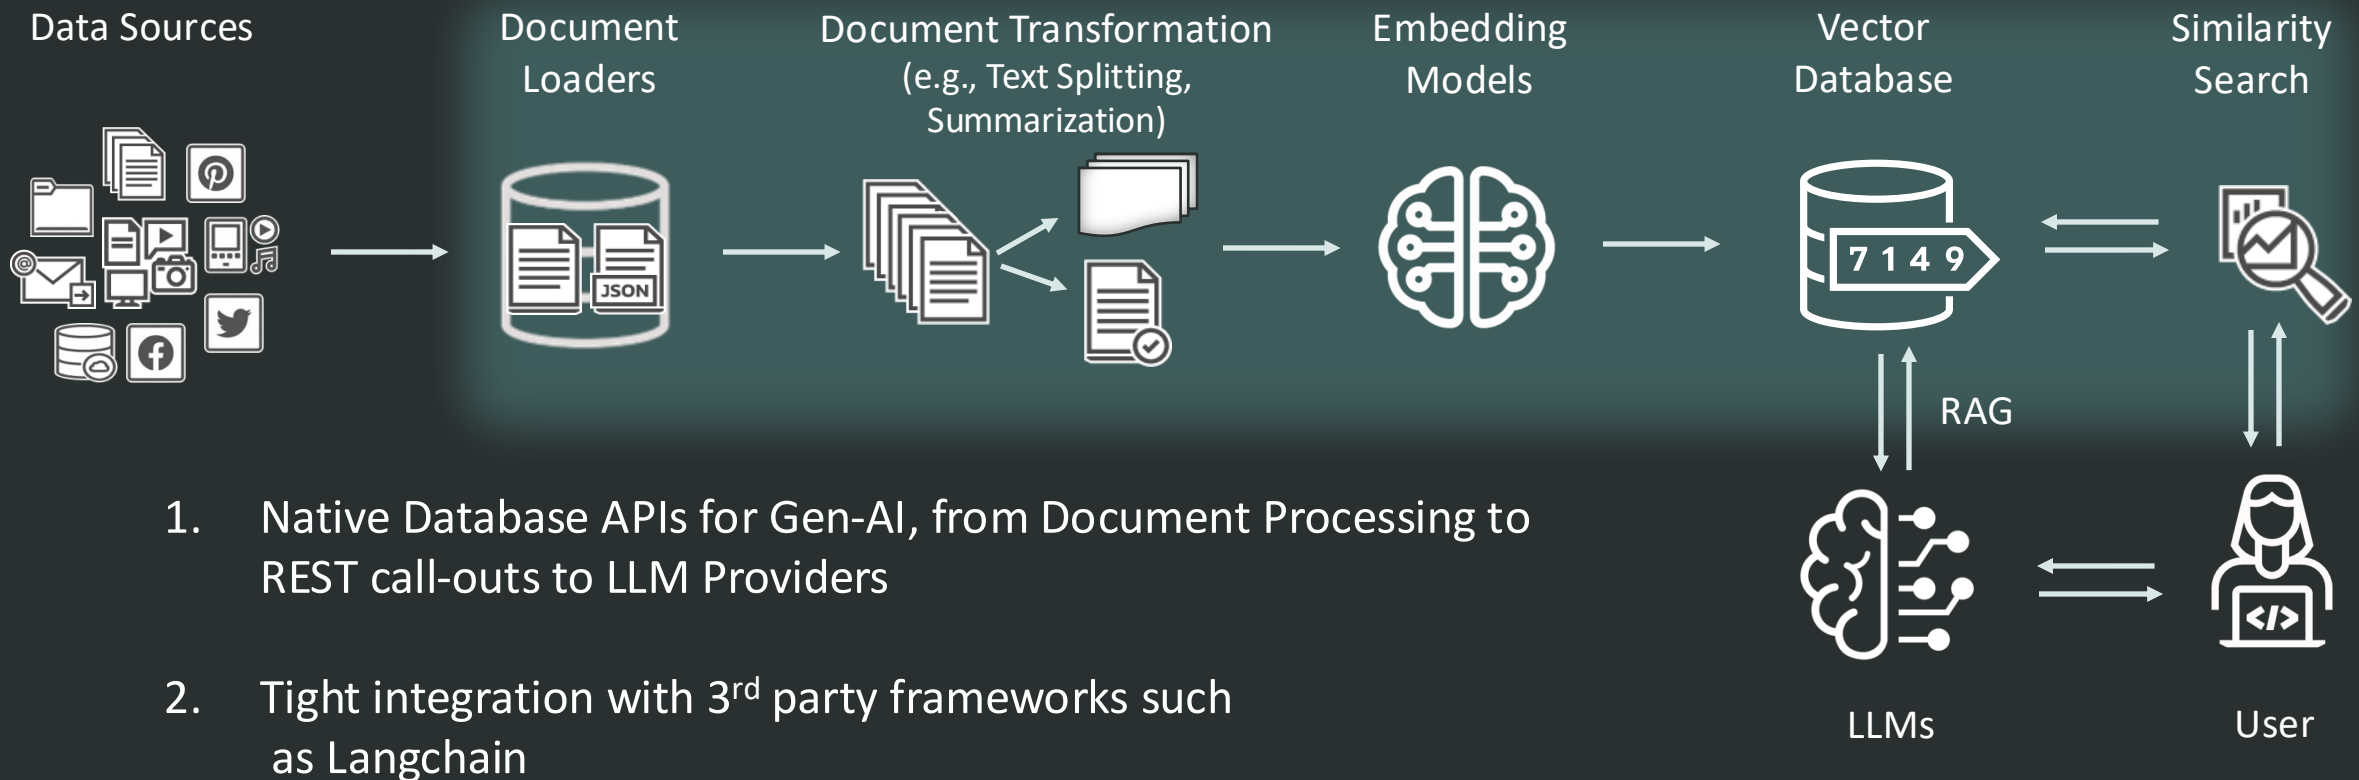 Data Sources
Document
Loaders
Document Transformation
(e.g., Text Splitting,
Summarization)
Embedding
Models
Vector
Database
Similarity
Search
@
JSON
7 1 4 9
RAG
</>
LLMs
User
1. Native Database APIs for Gen-AI, from Document Processing to
REST call-outs to LLM Providers
2. Tight integration with 3rd party frameworks such
as Langchain